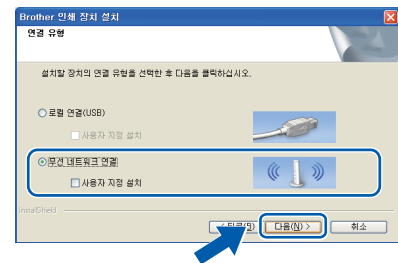 Brother 인쇄 장치 설치
연결 유형
설치할 장치의 연결 유형을 선택한 후 다음을 클릭하십시오.
로컬 연결(USB)
사용자 지정 설치
무선 네트워크 연결
사용자 지정 설치
InstallShield
< 뒤로(B) 다음(N) > 취소